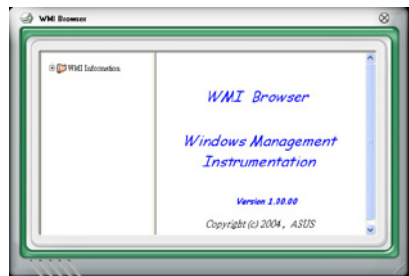 WMI Browser
WMI Information
WMI Browser
Windows Management
Instrumentation
Version 1.00.00
Copyright (c) 2004, ASUS